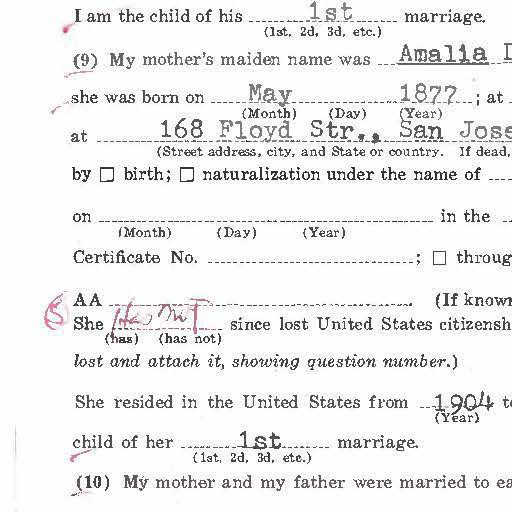 I am the child of his 1st marriage.
(1st, 2d, 3d, etc.)
(9) My mother's maiden name was Amalia
she was born on May 1877 ; at
(Month) (Day) (Year)
at 168 Floyd Str., San Jose
(Street address, city, and State or country. If dead,
by ☐ birth; ☐ naturalization under the name of
on in the
(Month) (Day) (Year)
Certificate No. ; ☐ throug
AA . (If known
5 She Has not since lost United States citizensh
(has) (has not)
lost and attach it, showing question number.)
She resided in the United States from 1904 to
(Year)
child of her 1st marriage.
(1st, 2d, 3d, etc.)
(10) My mother and my father were married to ea